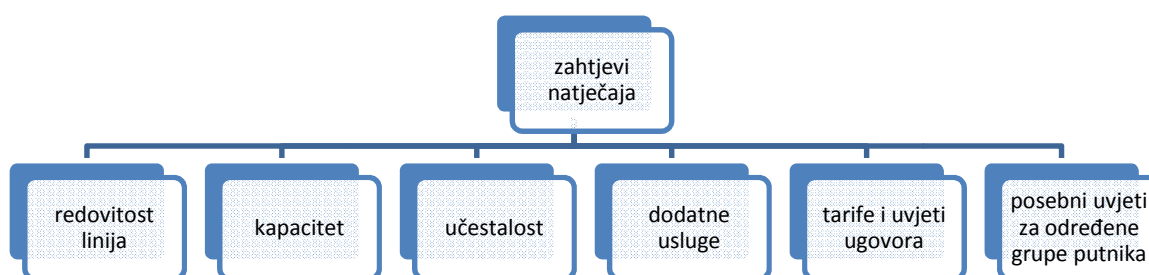 zahtjevi
natječaja
redovitost
linija
kapacitet
učestalost
dodatne
usluge
tarife i uvjeti
ugovora
posebni uvjeti
za određene
grupe putnika